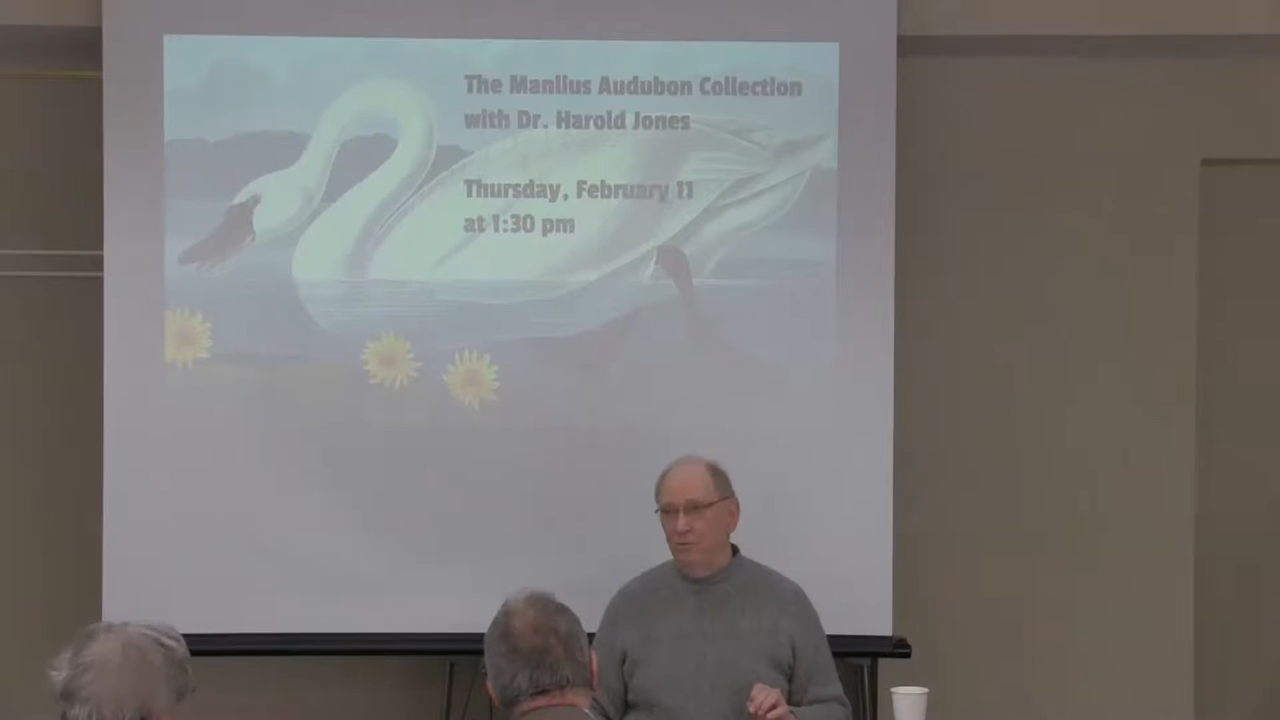 The Manlius Audubon Collection
with Dr. Harold Jones
Thursday, February 11
at 1:30 pm